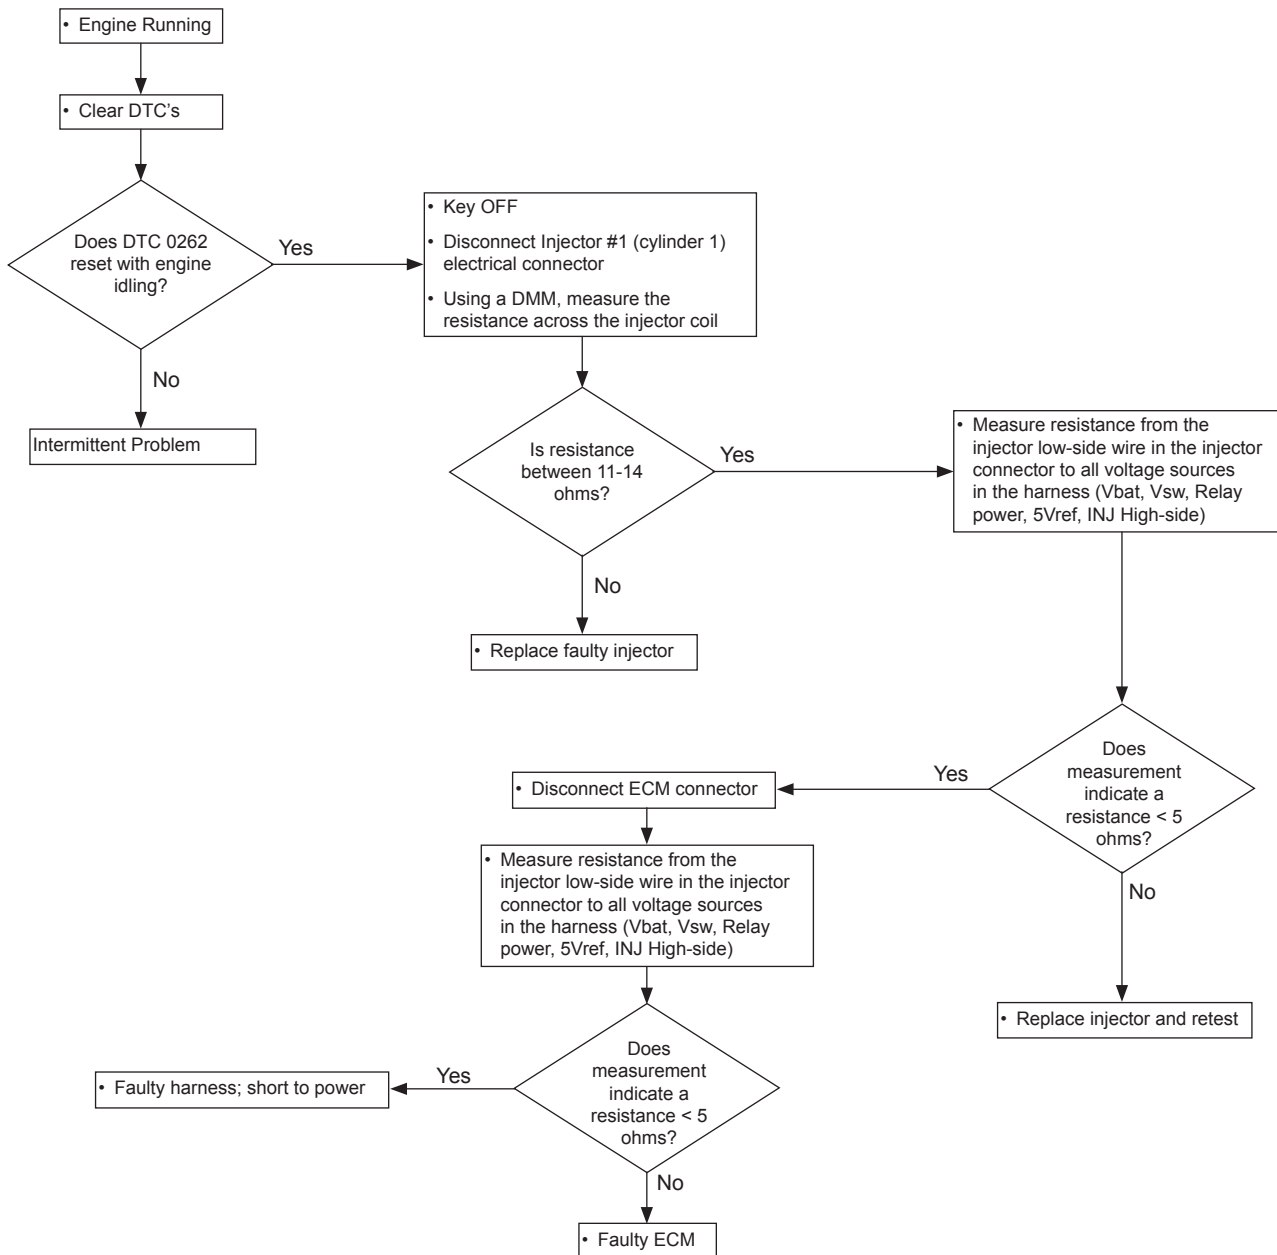 • Engine Running
• Clear DTC's
Does DTC 0262
reset with engine
idling?
Yes
No
Intermittent Problem
• Key OFF
• Disconnect Injector #1 (cylinder 1)
electrical connector
• Using a DMM, measure the
resistance across the injector coil
Is resistance
between 11-14
ohms?
Yes
No
• Replace faulty injector
• Measure resistance from the
injector low-side wire in the injector
connector to all voltage sources
in the harness (Vbat, Vsw, Relay
power, 5Vref, INJ High-side)
Does
measurement
indicate a
resistance < 5
ohms?
Yes
No
• Replace injector and retest
• Disconnect ECM connector
• Measure resistance from the
injector low-side wire in the injector
connector to all voltage sources
in the harness (Vbat, Vsw, Relay
power, 5Vref, INJ High-side)
Does
measurement
indicate a
resistance < 5
ohms?
Yes
• Faulty harness; short to power
No
• Faulty ECM